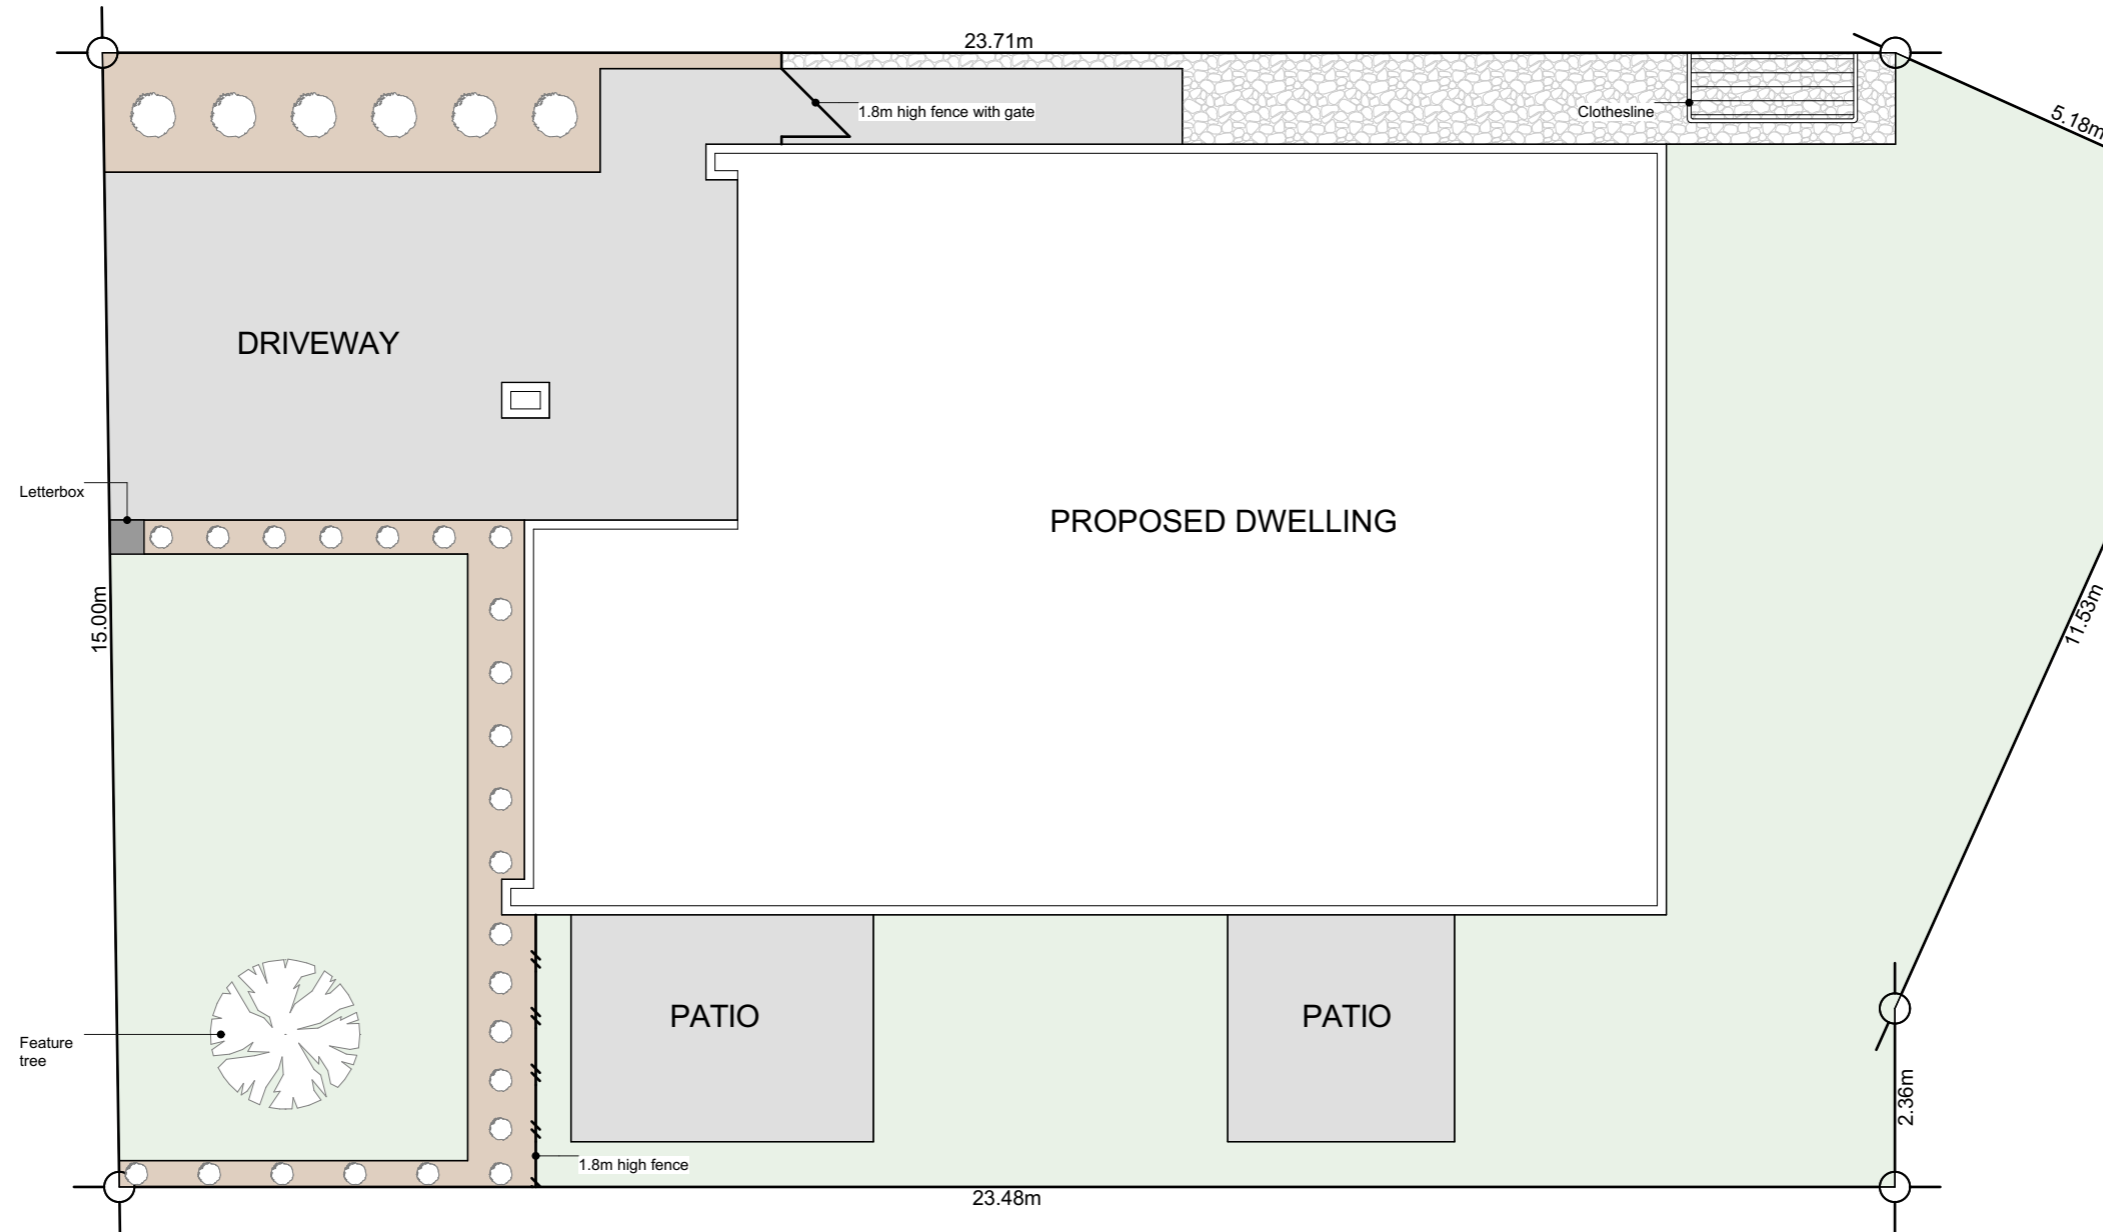 23.71m
5.18m
1.8m high fence with gate
Clothesline
DRIVEWAY
Letterbox
PROPOSED DWELLING
15.00m
11.53m
PATIO
PATIO
Feature
tree
2.36m
1.8m high fence
23.48m